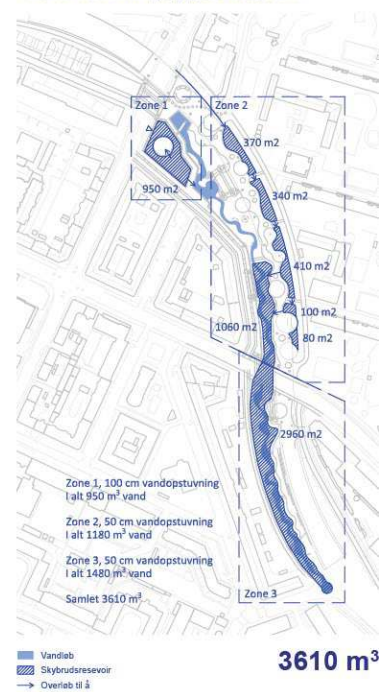 Zone 1
Zone 2
370 m2
340 m2
950 m2
410 m2
100 m2
1060 m2
80 m2
2960 m2
Zone 1, 100 cm vandopstuvning
I alt 950 m³ vand
Zone 2, 50 cm vandopstuvning
I alt 1180 m³ vand
Zone 3, 50 cm vandopstuvning
I alt 1480 m³ vand
Samlet 3610 m³
Zone 3
Vandløb
Skybrudsresevoir
Overløb til å
3610 m³